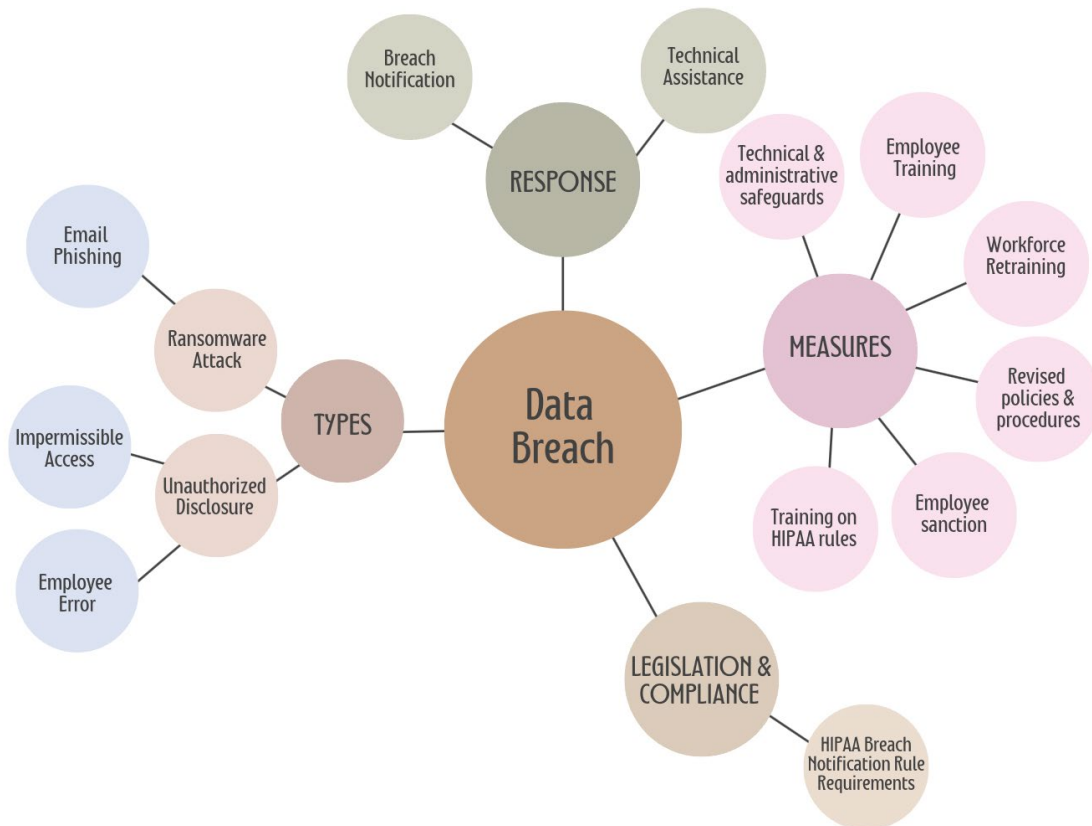 Breach
Notification
Technical
Assistance
RESPONSE
Technical &
administrative
safeguards
Employee
Training
Workforce
Retraining
MEASURES
Revised
policies &
procedures
Employee
sanction
Training on
HIPAA rules
Email
Phishing
Ransomware
Attack
TYPES
Impermissible
Access
Unauthorized
Disclosure
Employee
Error
Data
Breach
LEGISLATION &
COMPLIANCE
HIPAA Breach
Notification Rule
Requirements